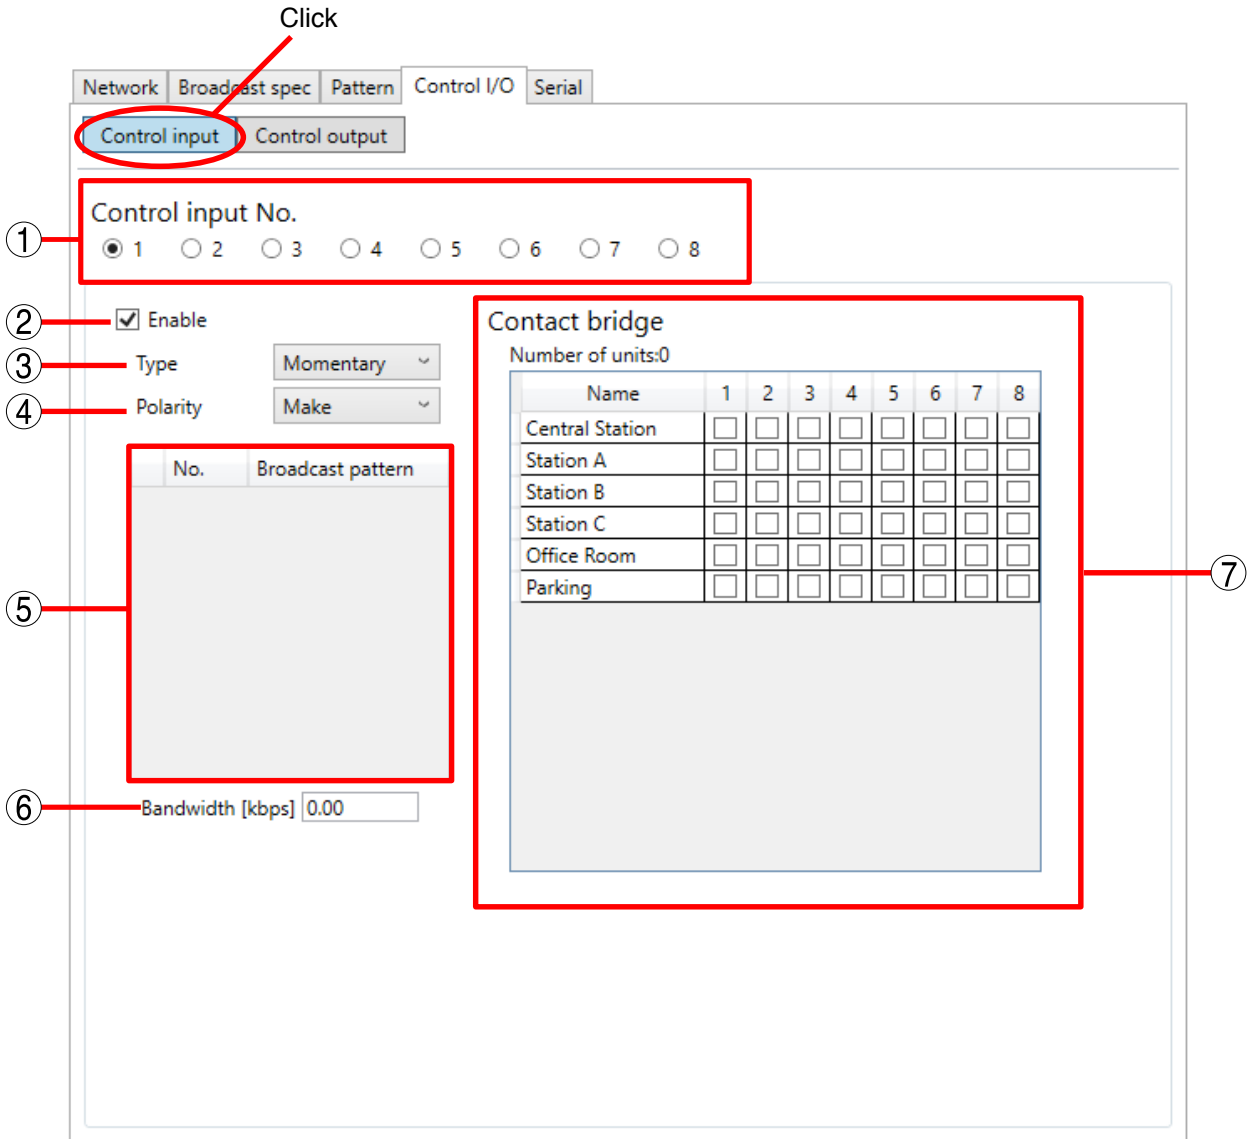 Click
Network Broadcast spec Pattern Control I/O Serial
Control input Control output
① Control input No.
1 2 3 4 5 6 7 8
② Enable
③ Type Momentary
④ Polarity Make
⑤ No. Broadcast pattern
⑥ Bandwidth [kbps] 0.00
Contact bridge
Number of units:0
Name 1 2 3 4 5 6 7 8
Central Station
Station A
Station B
Station C
Office Room
Parking
⑦